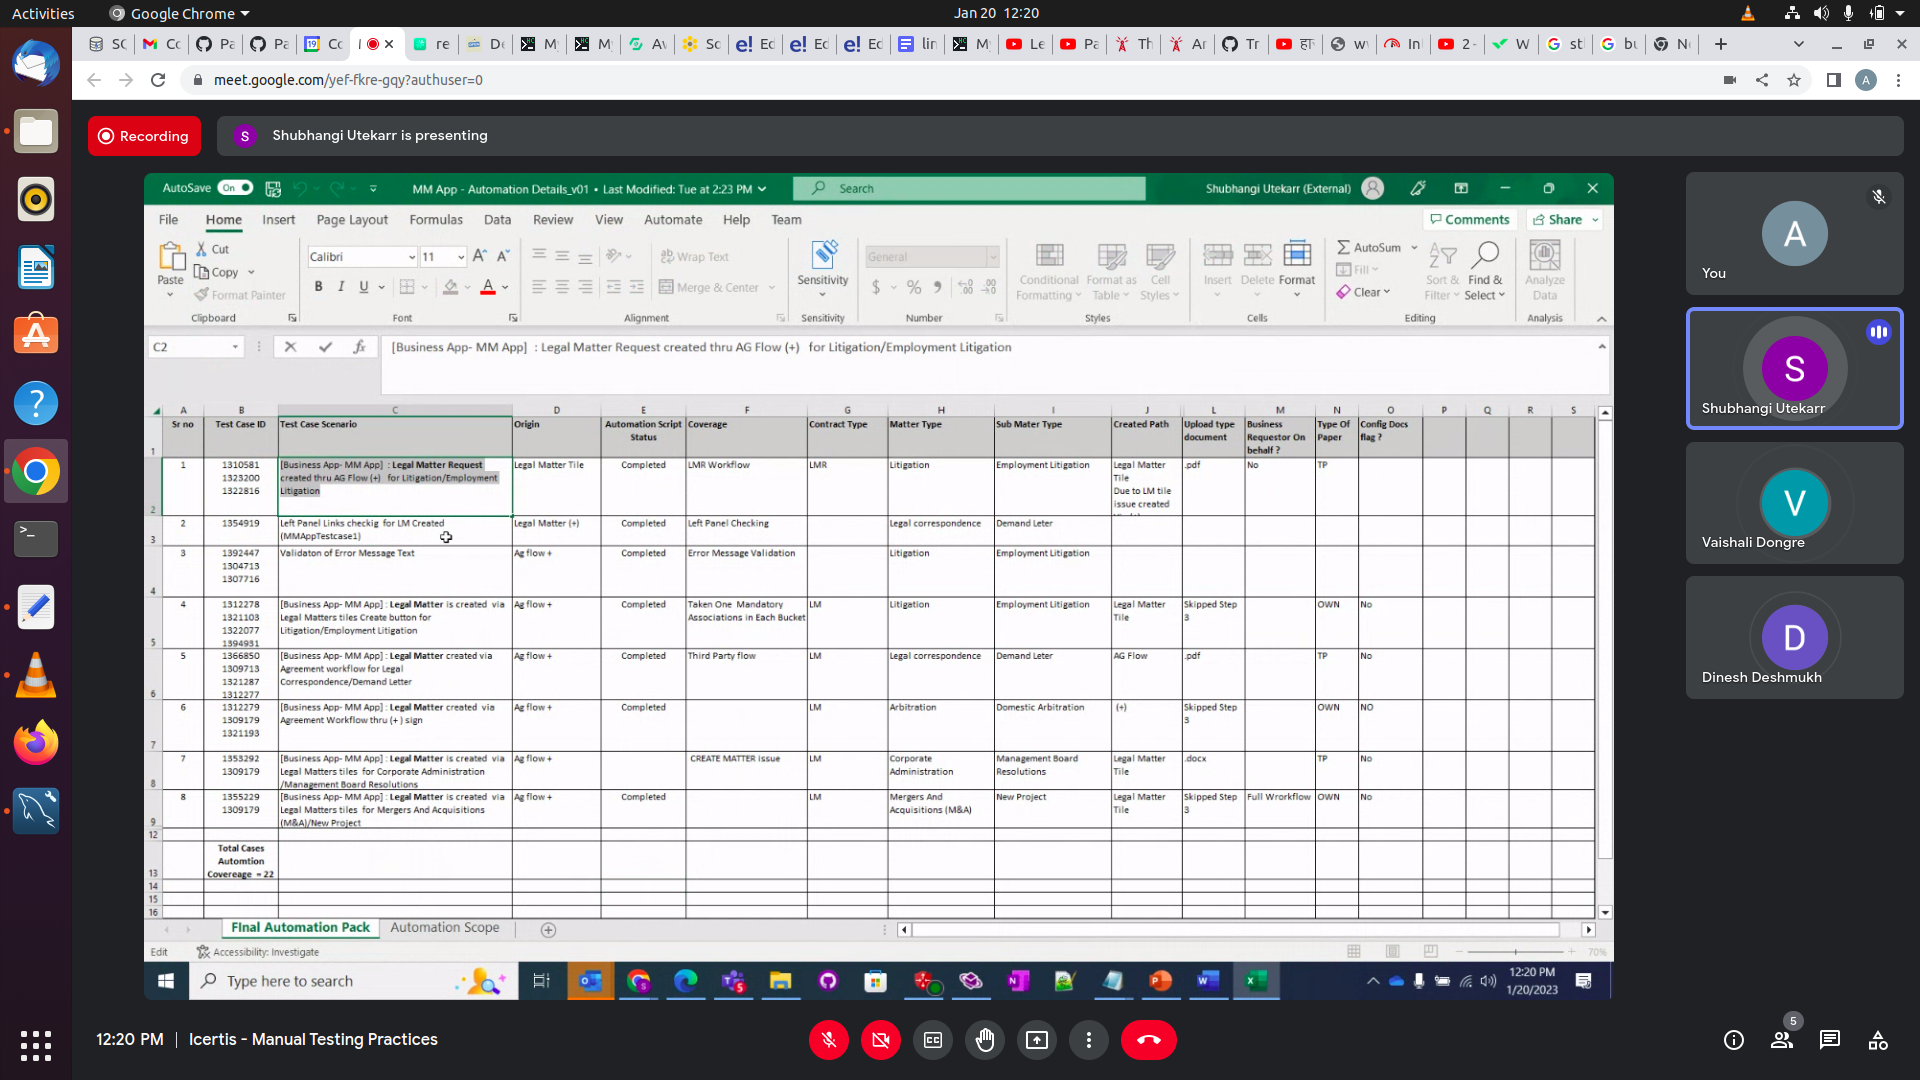 Activities
Google Chrome
Jan 20 12:20
meet.google.com/yef-fkre-gqy?authuser=0
Recording
S
Shubhangi Utekarr is presenting
AutoSave On
MM App - Automation Details_v01 • Last Modified: Tue at 2:23 PM
Search
Shubhangi Utekarr (External)
File Home Insert Page Layout Formulas Data Review View Automate Help Team
Comments
Share
Paste
Cut
Copy
Format Painter
Clipboard
Calibri 11
B I U
Font
Wrap Text
Merge & Center
Alignment
Sensitivity
Sensitivity
General
Number
Conditional Formatting
Format as Table
Cell Styles
Styles
Insert Delete Format
Cells
AutoSum
Fill
Clear
Sort & Filter
Find & Select
Editing
Analyze Data
Analysis
C2
[Business App- MM App] : Legal Matter Request created thru AG Flow (+) for Litigation/Employment Litigation
A B C D E F G H I J L M N O P Q R S
1 Sr no Test Case ID Test Case Scenario Origin Automation Script Status Coverage Contract Type Matter Type Sub Mater Type Created Path Upload type document Business Requestor On behalf ? Type Of Paper Config Docs flag ?
2 1 1310581 1323200 1322816 [Business App- MM App] : Legal Matter Request created thru AG Flow (+) for Litigation/Employment Litigation Legal Matter Tile Completed LMR Workflow LMR Litigation Employment Litigation Legal Matter Tile Due to LM tile issue created .pdf No TP
3 2 1354919 Left Panel Links checkig for LM Created (MMAppTestcase1) Legal Matter (+) Completed Left Panel Checking Legal correspondence Demand Leter
4 3 1392447 1304713 1307716 Validaton of Error Message Text Ag flow + Completed Error Message Validation Litigation Employment Litigation
5 4 1312278 1321103 1322077 1394931 [Business App- MM App] : Legal Matter is created via Legal Matters tiles Create button for Litigation/Employment Litigation Ag flow + Completed Taken One Mandatory Associations in Each Bucket LM Litigation Employment Litigation Legal Matter Tile Skipped Step 3 OWN No
6 5 1366850 1309713 1321287 1312277 [Business App- MM App] : Legal Matter created via Agreement workflow for Legal Correspondence/Demand Letter Ag flow + Completed Third Party flow LM Legal correspondence Demand Leter AG Flow .pdf TP No
7 6 1312279 1309179 1321193 [Business App- MM App] : Legal Matter created via Agreement Workflow thru (+ ) sign Ag flow + Completed LM Arbitration Domestic Arbitration (+) Skipped Step 3 OWN NO
8 7 1353292 1309179 [Business App- MM App] : Legal Matter is created via Legal Matters tiles for Corporate Administration /Management Board Resolutions Ag flow + Completed CREATE MATTER issue LM Corporate Administration Management Board Resolutions Legal Matter Tile .docx TP No
9 8 1355229 1309179 [Business App- MM App] : Legal Matter is created via Legal Matters tiles for Mergers And Acquisitions (M&A)/New Project Ag flow + Completed LM Mergers And Acquisitions (M&A) New Project Legal Matter Tile Skipped Step 3 Full Wrorkflow OWN No
12
13 Total Cases Automtion Covereage = 22
14
15
16
Final Automation Pack
Automation Scope
Edit
Accessibility: Investigate
70%
Type here to search
12:20 PM
1/20/2023
A
You
S
Shubhangi Utekarr
V
Vaishali Dongre
D
Dinesh Deshmukh
12:20 PM | Icertis - Manual Testing Practices
5